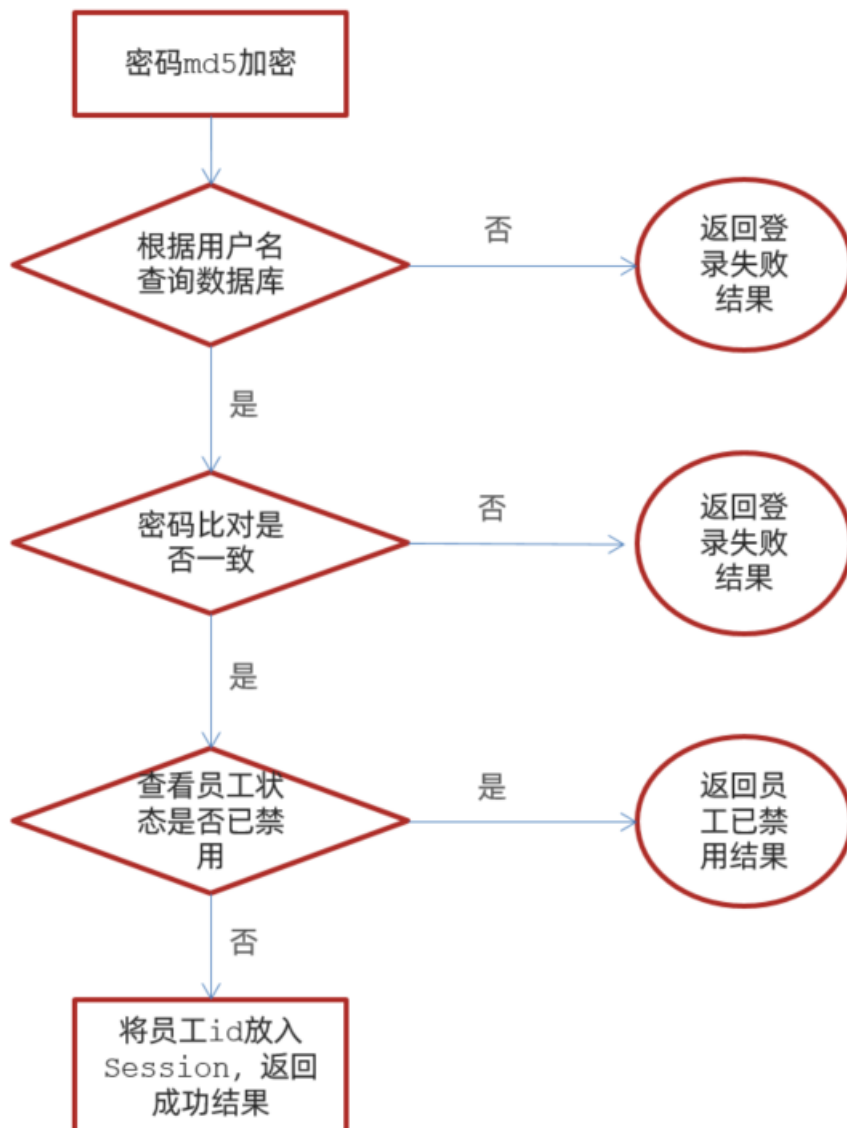 密码md5加密
根据用户名
查询数据库
否
返回登
录失败
结果
是
密码比对是
否一致
否
返回登
录失败
结果
是
查看员工状
态是否已禁
用
是
返回员
工已禁
用结果
否
将员工id放入
Session, 返回
成功结果